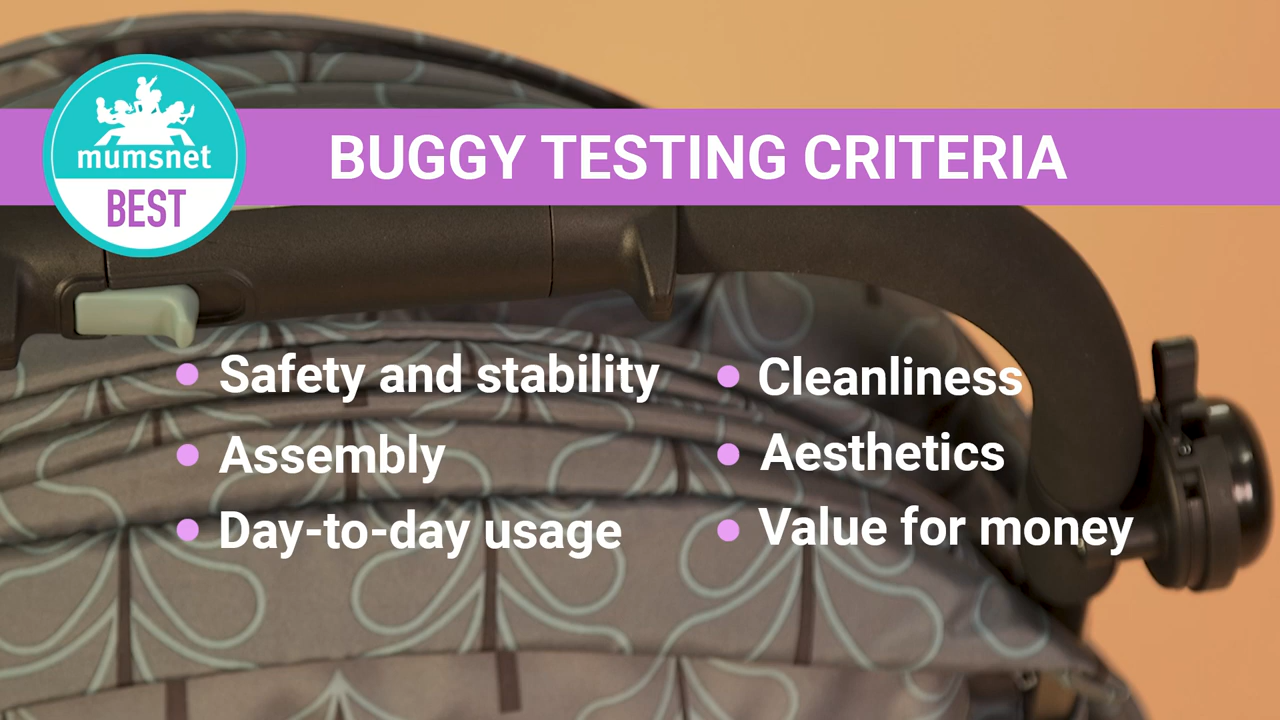 mumsnet
BEST
BUGGY TESTING CRITERIA
Safety and stability
Assembly
Day-to-day usage
Cleanliness
Aesthetics
Value for money